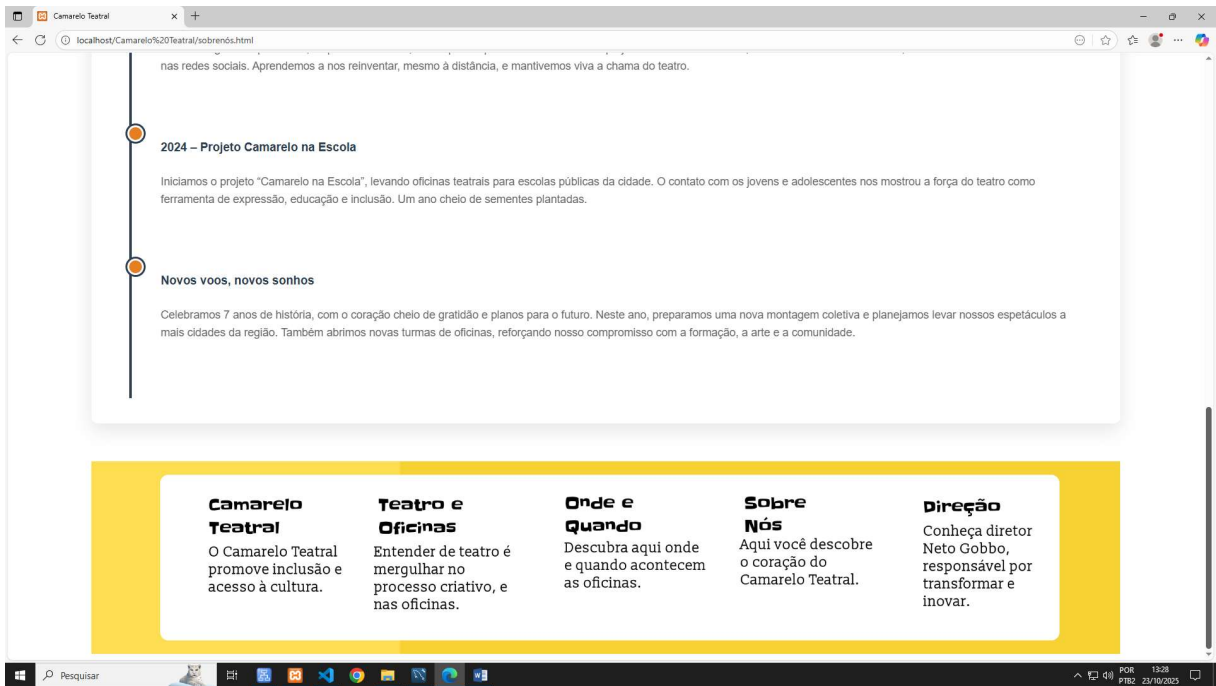 Camarelo Teatral
localhost/Camarelo%20Teatral/sobrenós.html
nas redes sociais. Aprendemos a nos reinventar, mesmo à distância, e mantivemos viva a chama do teatro.
2024 – Projeto Camarelo na Escola
Iniciamos o projeto “Camarelo na Escola”, levando oficinas teatrais para escolas públicas da cidade. O contato com os jovens e adolescentes nos mostrou a força do teatro como
ferramenta de expressão, educação e inclusão. Um ano cheio de sementes plantadas.
Novos voos, novos sonhos
Celebramos 7 anos de história, com o coração cheio de gratidão e planos para o futuro. Neste ano, preparamos uma nova montagem coletiva e planejamos levar nossos espetáculos a
mais cidades da região. Também abrimos novas turmas de oficinas, reforçando nosso compromisso com a formação, a arte e a comunidade.
Camarelo
Teatral
O Camarelo Teatral
promove inclusão e
acesso à cultura.
Teatro e
Oficinas
Entender de teatro é
mergulhar no
processo criativo, e
nas oficinas.
Onde e
Quando
Descubra aqui onde
e quando acontecem
as oficinas.
Sobre
Nós
Aqui você descobre
o coração do
Camarelo Teatral.
Direção
Conheça diretor
Neto Gobbo,
responsável por
transformar e
inovar.
Pesquisar
POR 13:28
PTB2 23/10/2025